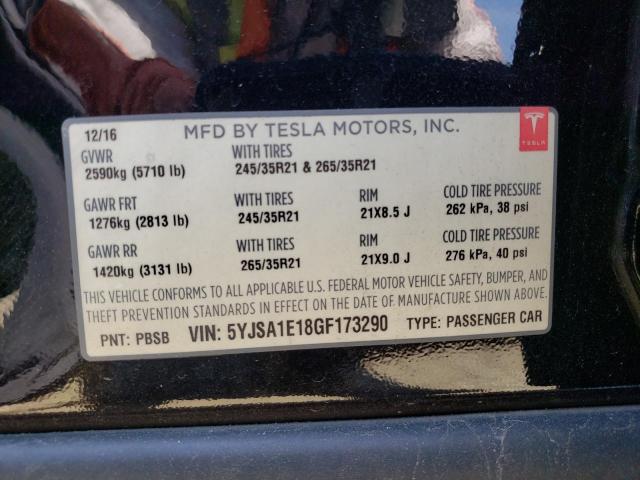 12/16 MFD BY TESLA MOTORS, INC.
TESLA
GVWR WITH TIRES
2590kg (5710 lb) 245/35R21 & 265/35R21
GAWR FRT WITH TIRES RIM COLD TIRE PRESSURE
1276kg (2813 lb) 245/35R21 21X8.5 J 262 kPa, 38 psi
GAWR RR WITH TIRES RIM COLD TIRE PRESSURE
1420kg (3131 lb) 265/35R21 21X9.0 J 276 kPa, 40 psi
THIS VEHICLE CONFORMS TO ALL APPLICABLE U.S. FEDERAL MOTOR VEHICLE SAFETY, BUMPER, AND
THEFT PREVENTION STANDARDS IN EFFECT ON THE DATE OF MANUFACTURE SHOWN ABOVE.
PNT: PBSB VIN: 5YJSA1E18GF173290 TYPE: PASSENGER CAR